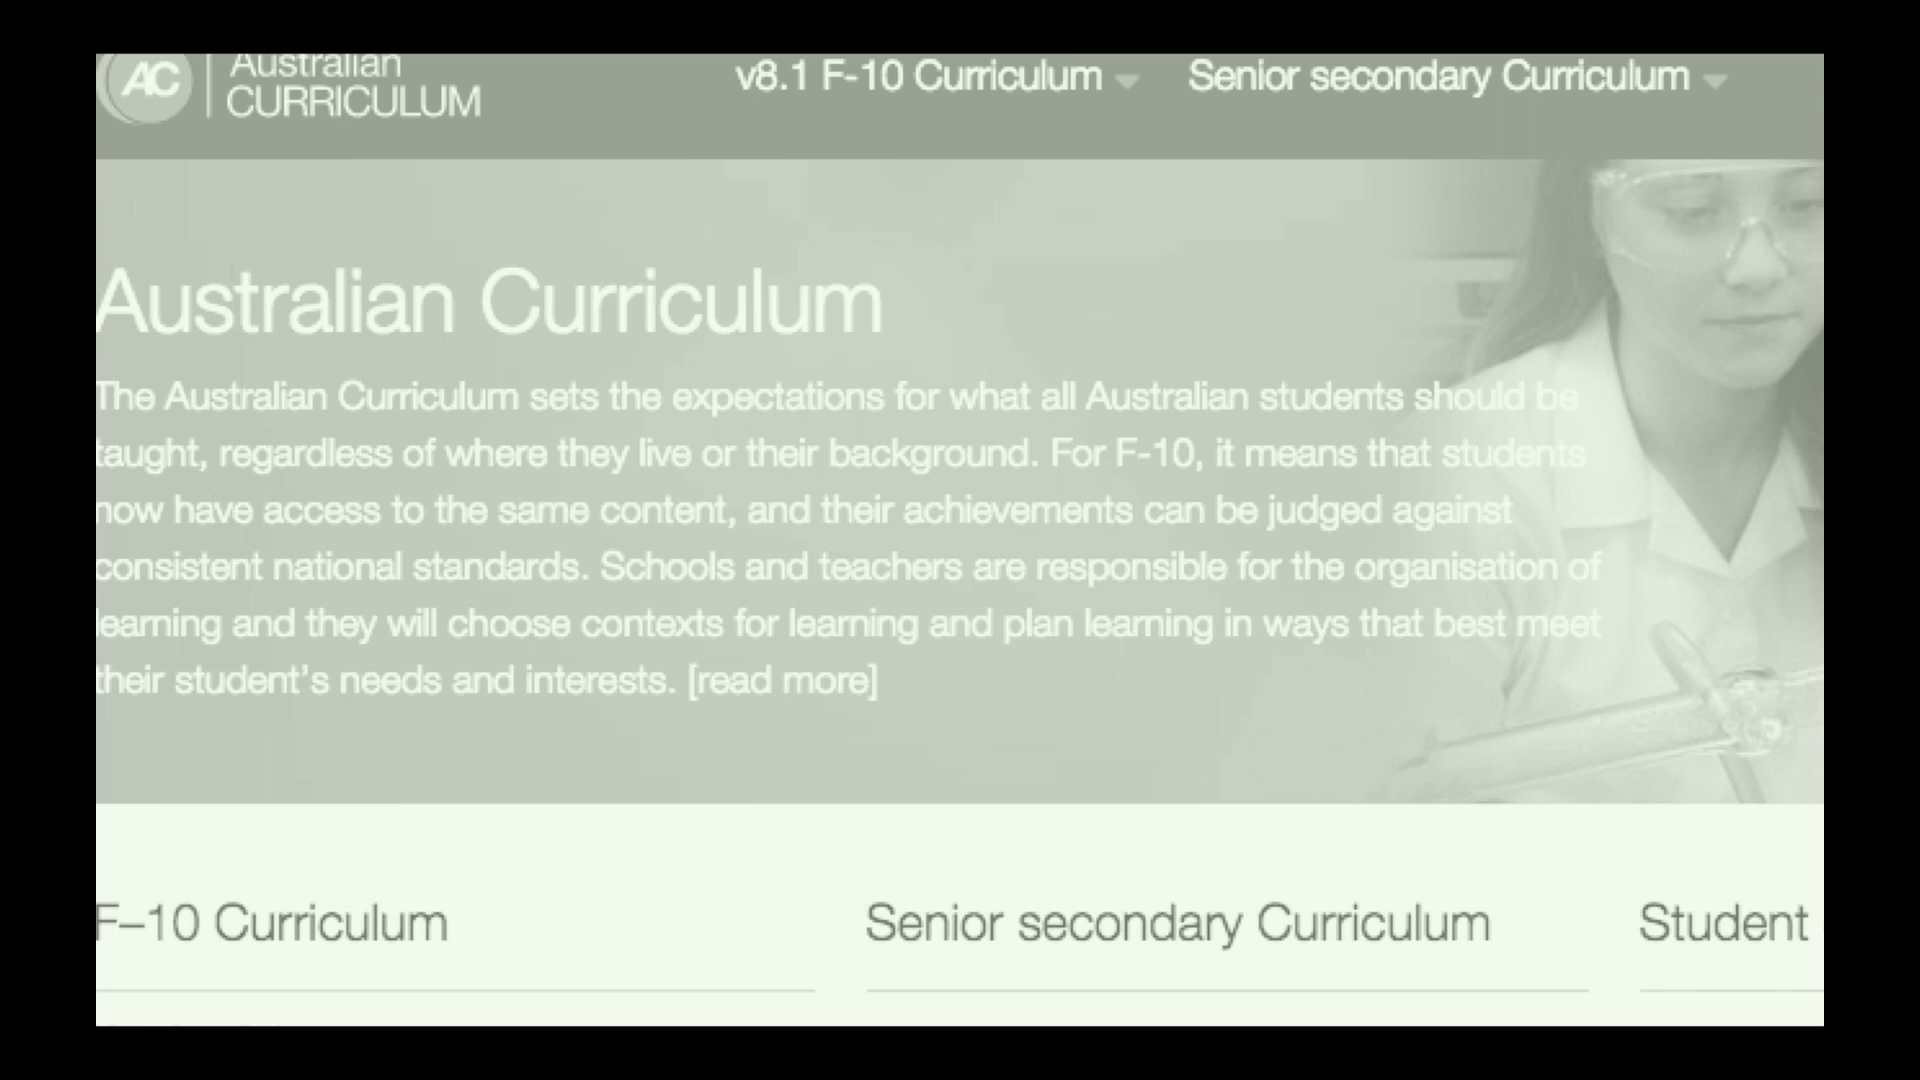 AC Australian
CURRICULUM
v8.1 F-10 Curriculum
Senior secondary Curriculum
Australian Curriculum
The Australian Curriculum sets the expectations for what all Australian students should be
taught, regardless of where they live or their background. For F-10, it means that students
now have access to the same content, and their achievements can be judged against
consistent national standards. Schools and teachers are responsible for the organisation of
learning and they will choose contexts for learning and plan learning in ways that best meet
their student’s needs and interests. [read more]
F–10 Curriculum
Senior secondary Curriculum
Student